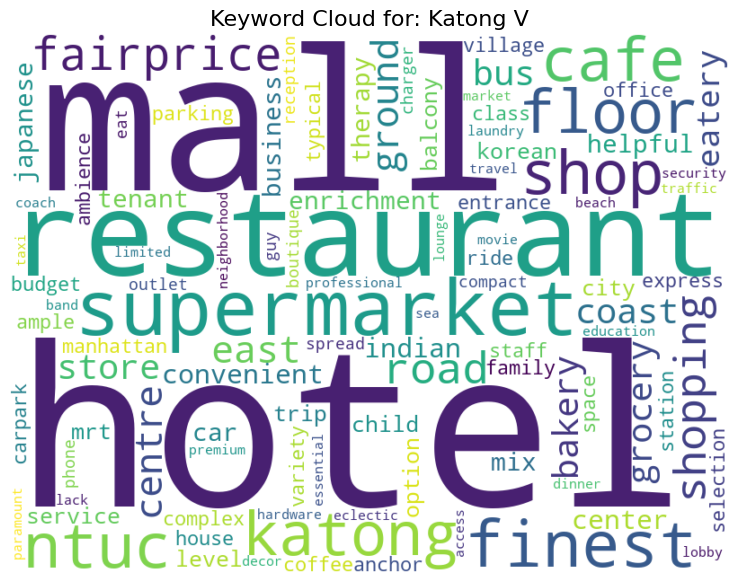 Keyword Cloud for: Katong V
fairprice
village
cafe
bus
mall
reception
typical
therapy
ground
charger
balcony
market
class
laundry
korean
travel
office
floor
helpful
eatery
japanese
ambience
eat
parking
business
shop
security
traffic
coach
tenant
enrichment
entrance
beach
taxi
restaurant
neighborhood
guy
boutique
lounge
movie
ride
limited
budget
outlet
professional
compact
city
express
band
supermarket
sea
coast
ample
education
manhattan
east
spread
indian
staff
store
convenient
road
family
hotel
shopping
grocery
bakery
space
station
carpark
mrt
phone
centre
car
premium
trip
child
variety
essential
option
mix
selection
lack
service
complex
hardware
eclectic
center
paramount
house
katong
access
ntuc
level
decor
coffee
anchor
finest
dinner
lobby